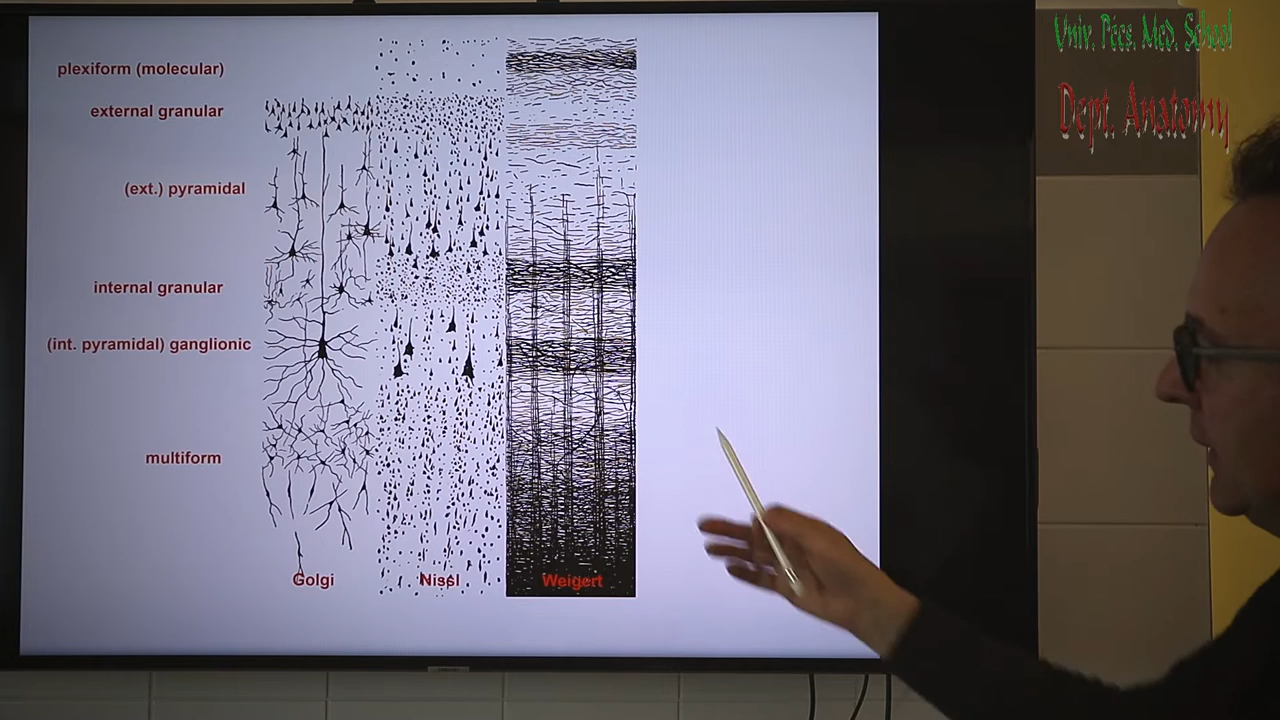 Univ. Pécs. Med. School
Dept. Anatomy
plexiform (molecular)
external granular
(ext.) pyramidal
internal granular
(int. pyramidal) ganglionic
multiform
Golgi
Nissl
Weigert